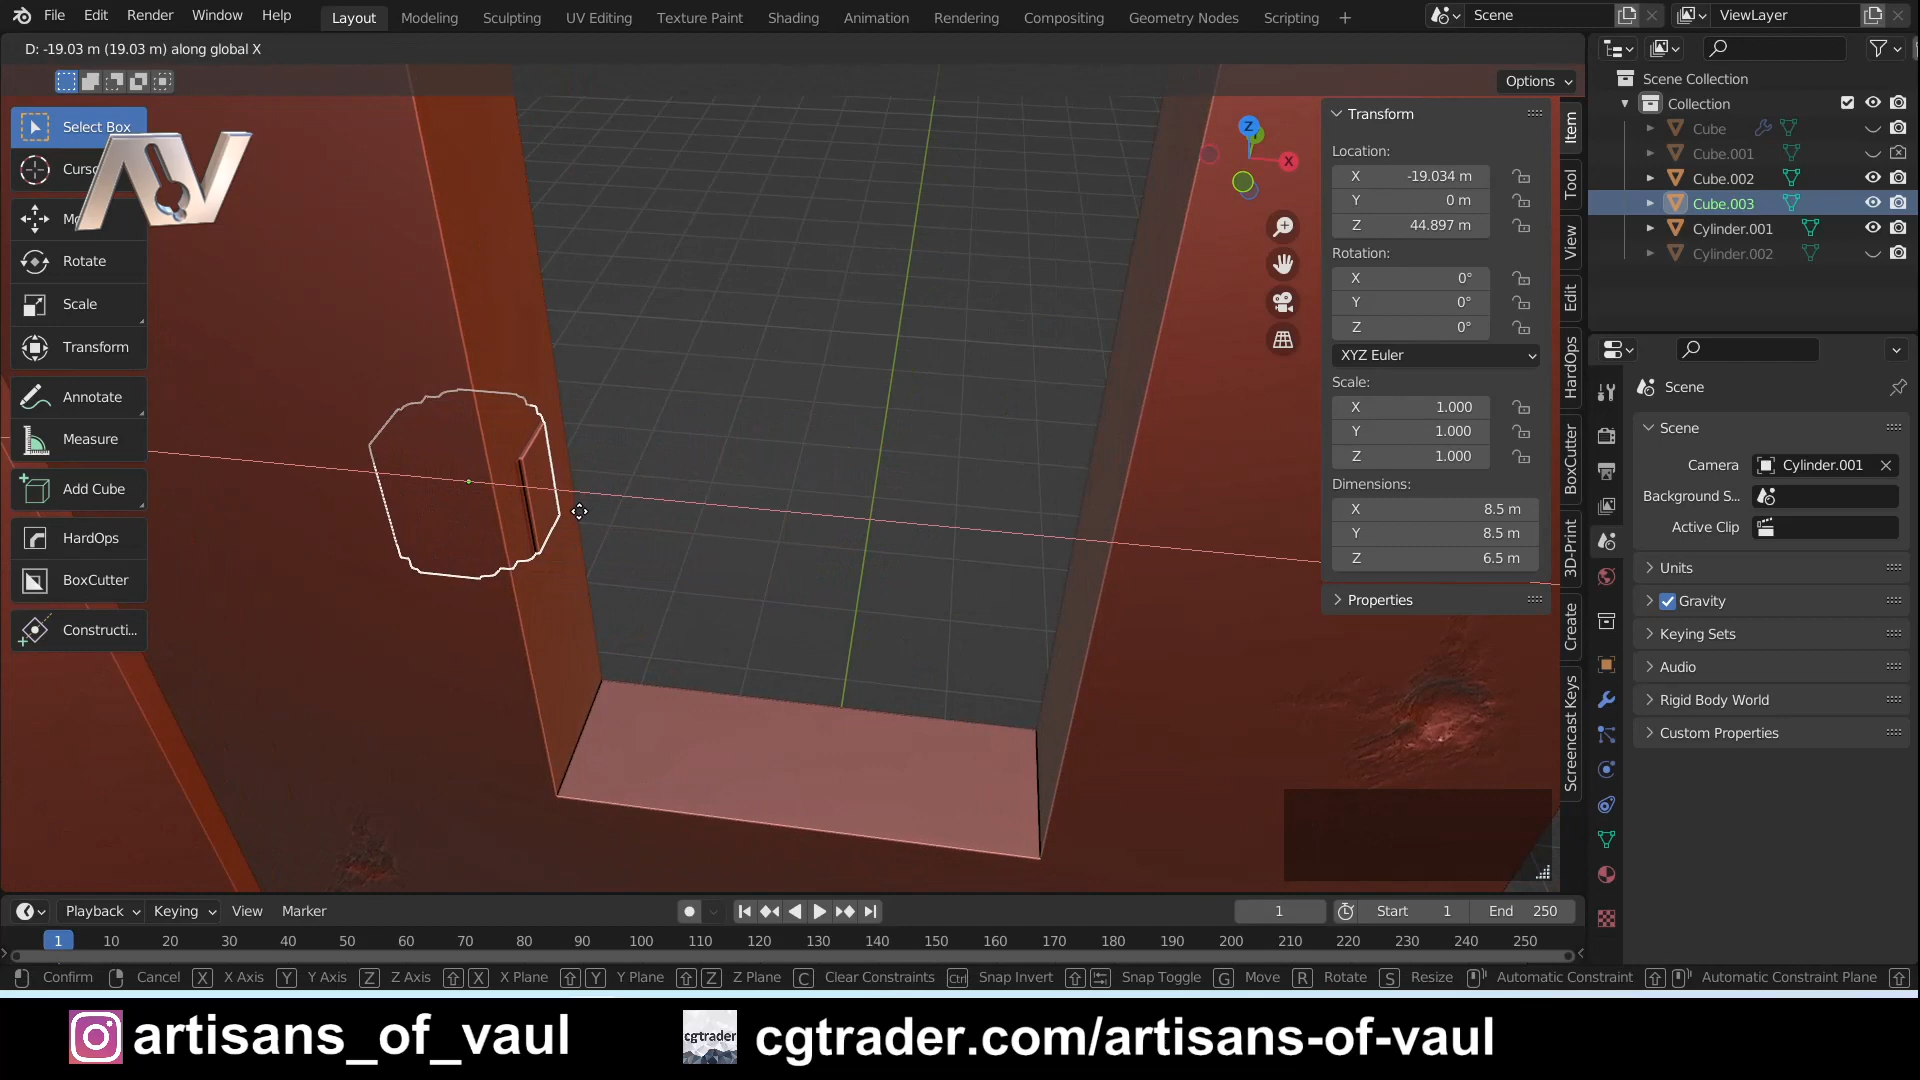 File Edit Render Window Help Layout Modeling Sculpting UV Editing Texture Paint Shading Animation Rendering Compositing Geometry Nodes Scripting + Scene ViewLayer
D: -19.03 m (19.03 m) along global X
Options
Select Box
Curs
Mo
Rotate
Scale
Transform
Annotate
Measure
Add Cube
HardOps
BoxCutter
Constructi...
AV
Z
X
Transform
Location:
X -19.034 m
Y 0 m
Z 44.897 m
Rotation:
X 0°
Y 0°
Z 0°
XYZ Euler
Scale:
X 1.000
Y 1.000
Z 1.000
Dimensions:
X 8.5 m
Y 8.5 m
Z 6.5 m
Properties
Item
Tool
View
Edit
HardOps
BoxCutter
3D-Print
Create
Screencast Keys
Scene Collection
Collection
Cube
Cube.001
Cube.002
Cube.003
Cylinder.001
Cylinder.002
Scene
Scene
Camera Cylinder.001
Background S...
Active Clip
Units
Gravity
Keying Sets
Audio
Rigid Body World
Custom Properties
Playback Keying View Marker 1 Start 1 End 250
1 10 20 30 40 50 60 70 80 90 100 110 120 130 140 150 160 170 180 190 200 210 220 230 240 250
Confirm Cancel X X Axis Y Y Axis Z Z Axis X X Plane Y Y Plane Z Z Plane C Clear Constraints Ctrl Snap Invert Snap Toggle G Move R Rotate S Resize Automatic Constraint Automatic Constraint Plane
artisans_of_vaul cgtrader cgtrader.com/artisans-of-vaul